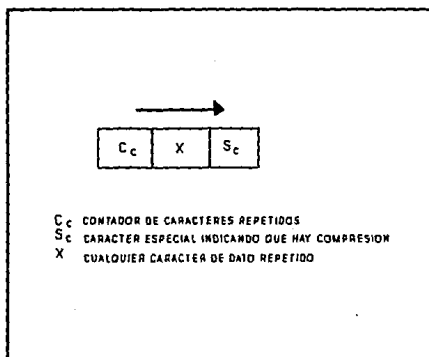 Cc X Sc
Cc CONTADOR DE CARACTERES REPETIDOS
Sc CARACTER ESPECIAL INDICANDO QUE HAY COMPRESION
X CUALQUIER CARACTER DE DATO REPETIDO